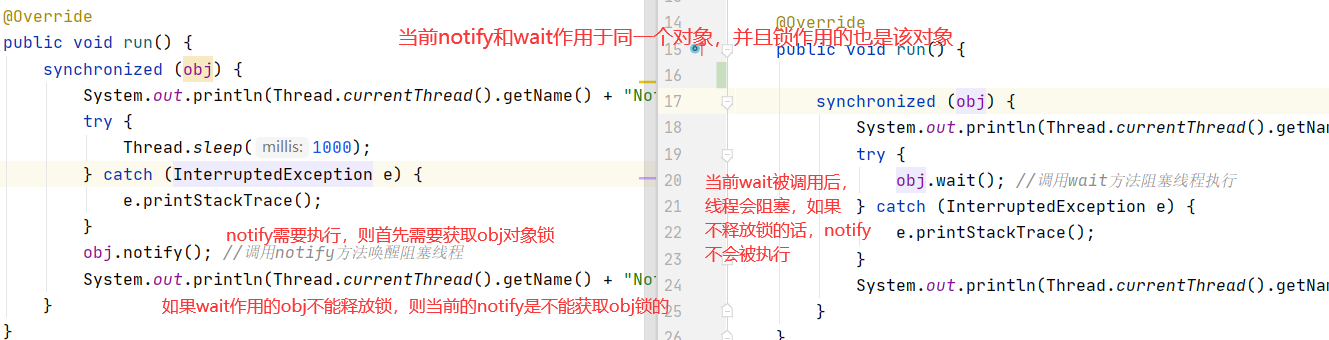 @Override
public void run() {
synchronized (obj) {
System.out.println(Thread.currentThread().getName() + "No
try {
Thread.sleep( millis: 1000);
} catch (InterruptedException e) {
e.printStackTrace();
}
notify需要执行，则首先需要获取obj对象锁
obj.notify(); //调用notify方法唤醒阻塞线程
System.out.println(Thread.currentThread().getName() + "No
如果wait作用的obj不能释放锁，则当前的notify是不能获取obj锁的
}
}
当前notify和wait作用于同一个对象，并且锁作用的也是该对象
14 @Override
15 public void run() {
16
17 synchronized (obj) {
18 System.out.println(Thread.currentThread().getNa
19 try {
20 obj.wait(); //调用wait方法阻塞线程执行
21 } catch (InterruptedException e) {
22 e.printStackTrace();
23 }
24 System.out.println(Thread.currentThread().getNa
25 }
26 }
当前wait被调用后，
线程会阻塞，如果
不释放锁的话，notify
不会被执行